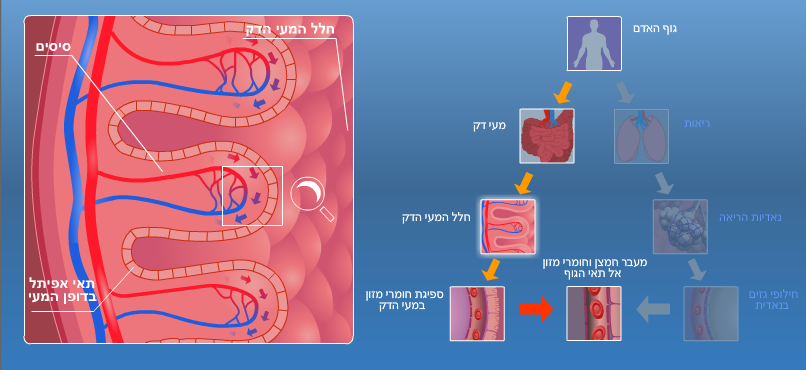 חלל המעי הדק
סיסים
תאי אפיתל
בדופן המעי
גוף האדם
מעי דק
ריאות
חלל המעי הדק
נאדיות הריאה
מעבר חמצן וחומרי מזון
אל תאי הגוף
ספיגת חומרי מזון
במעי הדק
חילופי גזים
בנאדית